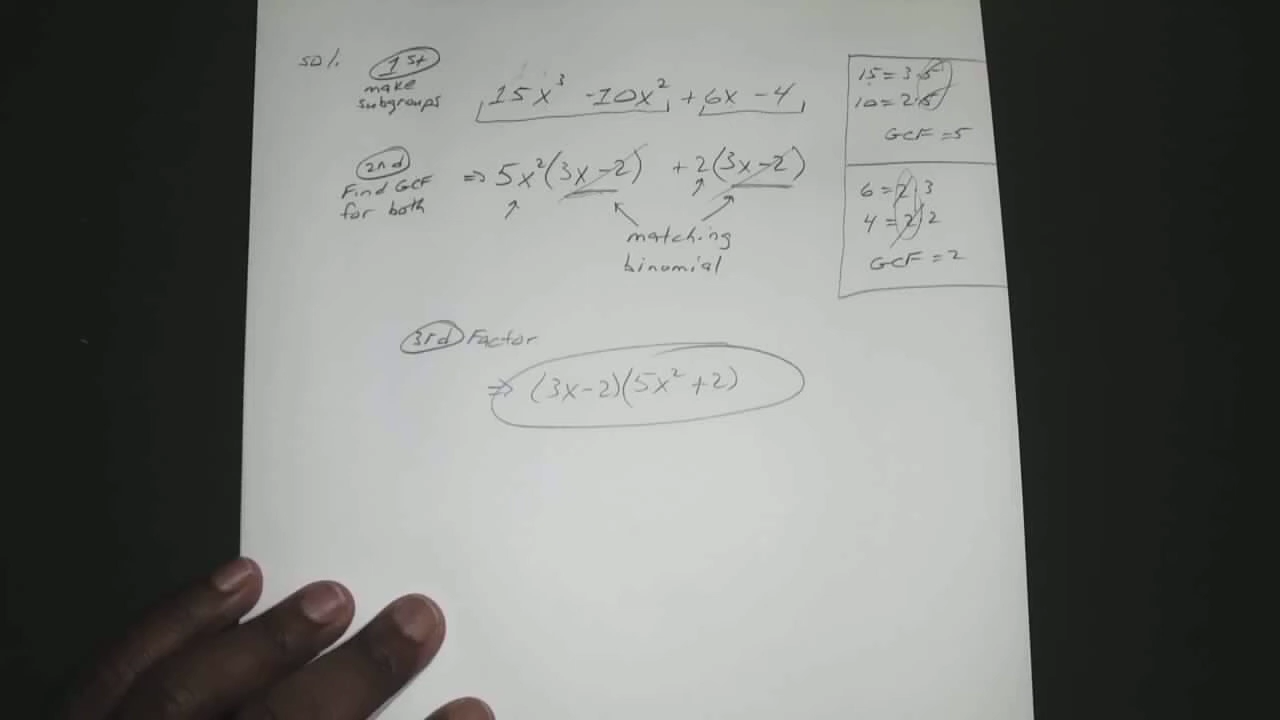 50%
1st
make
subgroups
15x³ -10x² +6x -4
2nd
Find GCF
for both
⇒ 5x²(3x-2) +2(3x-2)
matching
binomial
3rd Factor
⇒ (3x-2)(5x²+2)
15=3·5
10=2·5
GCF=5
6=2·3
4=2·2
GCF=2